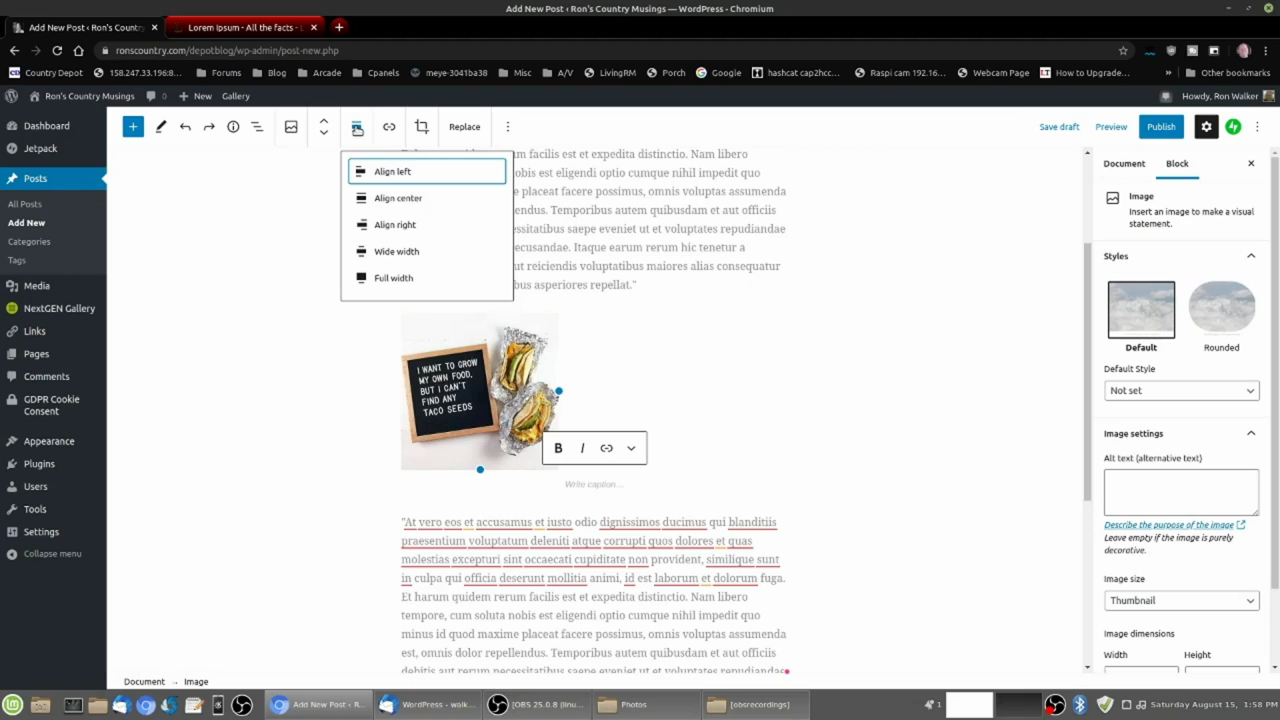 Add New Post ‹ Ron's Country Musings — WordPress - Chromium
Add New Post ‹ Ron's Country
Lorem Ipsum - All the facts - L
ronscountry.com/depotblog/wp-admin/post-new.php
Country Depot
158.247.33.196:8...
Forums
Blog
Arcade
Cpanels
meye-3041ba38
Misc
A/V
LivingRM
Porch
Google
hashcat cap2hcc...
Raspi cam 192.16...
Webcam Page
How to Upgrade...
»
Other bookmarks
Ron's Country Musings
0
New
Gallery
Howdy, Ron Walker
Dashboard
Jetpack
Posts
All Posts
Add New
Categories
Tags
Media
NextGEN Gallery
Links
Pages
Comments
GDPR Cookie
Consent
Appearance
Plugins
Users
Tools
Settings
Collapse menu
Replace
Save draft
Preview
Publish
Align left
Align center
Align right
Wide width
Full width
m facilis est et expedita distinctio. Nam libero
nobis est eligendi optio cumque nihil impedit quo
e placeat facere possimus, omnis voluptas assumenda
endus. Temporibus autem quibusdam et aut officiis
essitatibus saepe eveniet ut et voluptates repudiandae
ecusandae. Itaque earum rerum hic tenetur a
ut reiciendis voluptatibus maiores alias consequatur
bus asperiores repellat."
I WANT TO GROW
MY OWN FOOD,
BUT I CAN'T
FIND ANY
TACO SEEDS
B I
Write caption...
"At vero eos et accusamus et iusto odio dignissimos ducimus qui blanditiis
praesentium voluptatum deleniti atque corrupti quos dolores et quas
molestias excepturi sint occaecati cupiditate non provident, similique sunt
in culpa qui officia deserunt mollitia animi, id est laborum et dolorum fuga.
Et harum quidem rerum facilis est et expedita distinctio. Nam libero
tempore, cum soluta nobis est eligendi optio cumque nihil impedit quo
minus id quod maxime placeat facere possimus, omnis voluptas assumenda
est, omnis dolor repellendus. Temporibus autem quibusdam et aut officiis
debitis aut rerum necessitatibus saepe eveniet ut et voluptates repudiandae
Document
Block
Image
Insert an image to make a visual
statement.
Styles
Default
Rounded
Default Style
Not set
Image settings
Alt text (alternative text)
Describe the purpose of the image
Leave empty if the image is purely
decorative.
Image size
Thumbnail
Image dimensions
Width
Height
Document → Image
Add New Post ‹ R...
WordPress - walk...
[OBS 25.0.8 (linu...
Photos
[obsrecordings]
1
Saturday August 15, 1:58 PM